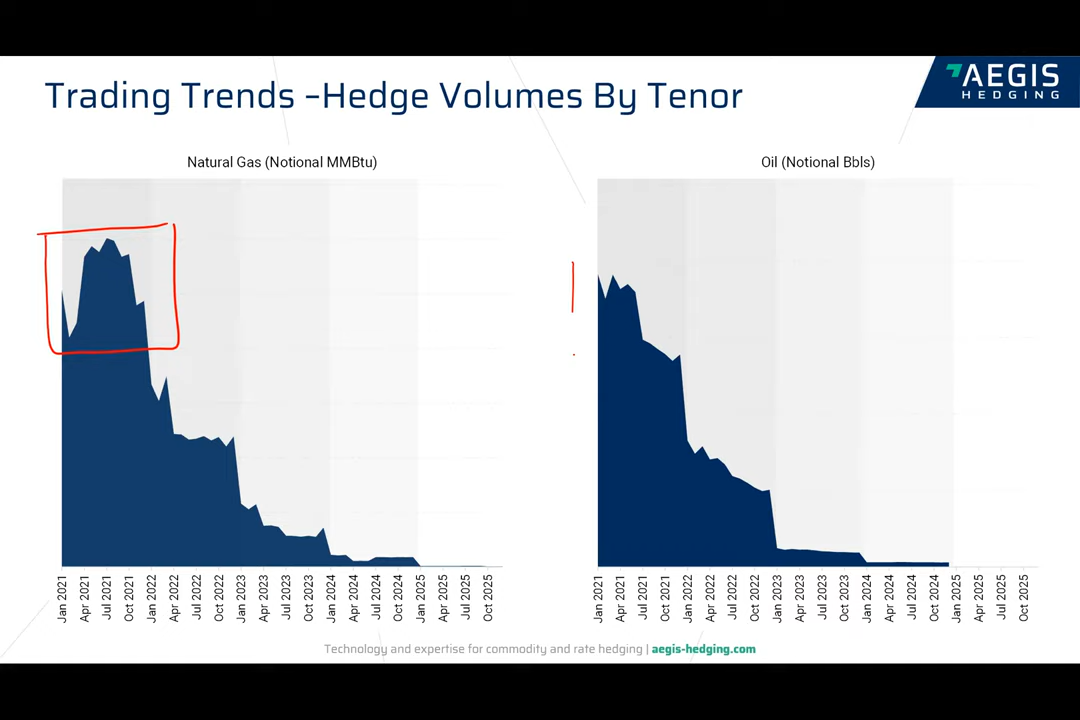 Trading Trends –Hedge Volumes By Tenor
AEGIS
HEDGING
Natural Gas (Notional MMBtu)
Jan 2021
Apr 2021
Jul 2021
Oct 2021
Jan 2022
Apr 2022
Jul 2022
Oct 2022
Jan 2023
Apr 2023
Jul 2023
Oct 2023
Jan 2024
Apr 2024
Jul 2024
Oct 2024
Jan 2025
Apr 2025
Jul 2025
Oct 2025
Oil (Notional Bbls)
Jan 2021
Apr 2021
Jul 2021
Oct 2021
Jan 2022
Apr 2022
Jul 2022
Oct 2022
Jan 2023
Apr 2023
Jul 2023
Oct 2023
Jan 2024
Apr 2024
Jul 2024
Oct 2024
Jan 2025
Apr 2025
Jul 2025
Oct 2025
Technology and expertise for commodity and rate hedging | aegis-hedging.com